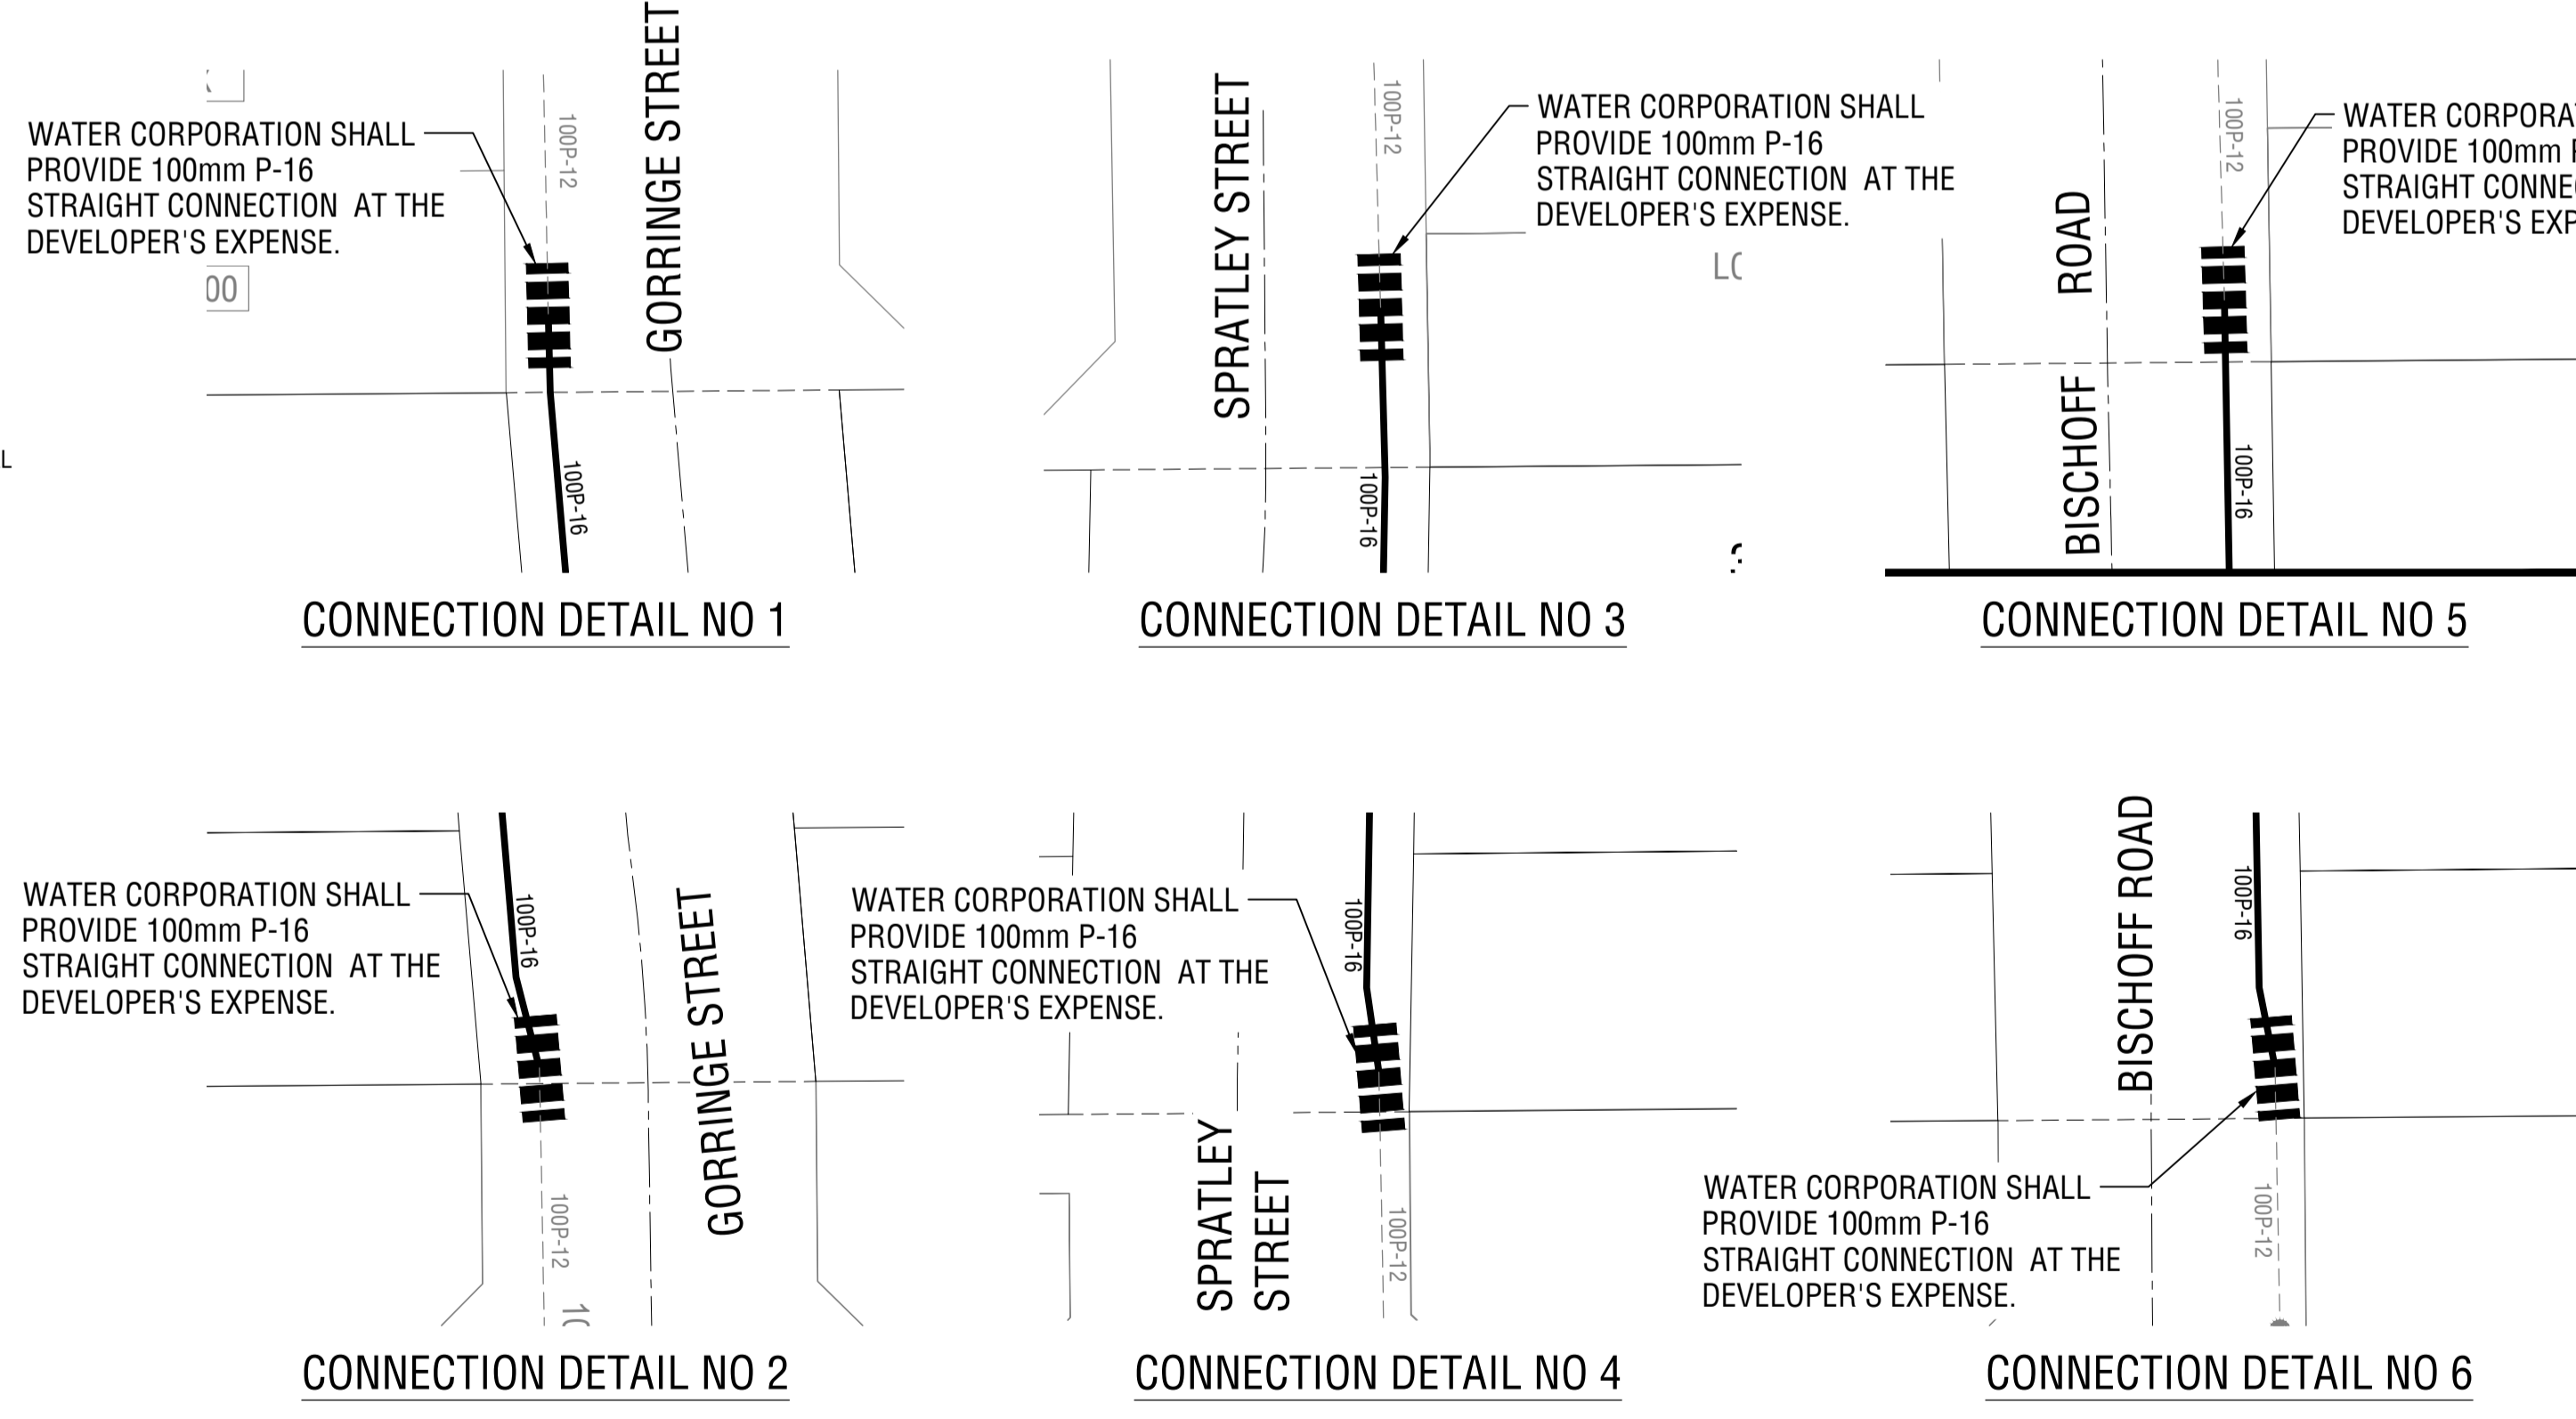 WATER CORPORATION SHALL
PROVIDE 100mm P-16
STRAIGHT CONNECTION AT THE
DEVELOPER'S EXPENSE.
00
100P-12
GORRINGE STREET
100P-16
L
CONNECTION DETAIL NO 1
SPRATLEY STREET
100P-12
WATER CORPORATION SHALL
PROVIDE 100mm P-16
STRAIGHT CONNECTION AT THE
DEVELOPER'S EXPENSE.
100P-16
CONNECTION DETAIL NO 3
BISCHOFF ROAD
100P-12
WATER
PROVIDE 100mm
STRAIGHT
100P-16
CONNECTION DETAIL NO 5
WATER CORPORATION SHALL
PROVIDE 100mm P-16
STRAIGHT CONNECTION AT THE
DEVELOPER'S EXPENSE.
100P-16
GORRINGE STREET
100P-12
10
CONNECTION DETAIL NO 2
WATER CORPORATION SHALL
PROVIDE 100mm P-16
STRAIGHT CONNECTION AT THE
DEVELOPER'S EXPENSE.
100P-16
SPRATLEY
STREET
100P-12
CONNECTION DETAIL NO 4
BISCHOFF ROAD
100P-16
WATER CORPORATION SHALL
PROVIDE 100mm P-16
STRAIGHT CONNECTION AT THE
DEVELOPER'S EXPENSE.
100P-12
CONNECTION DETAIL NO 6